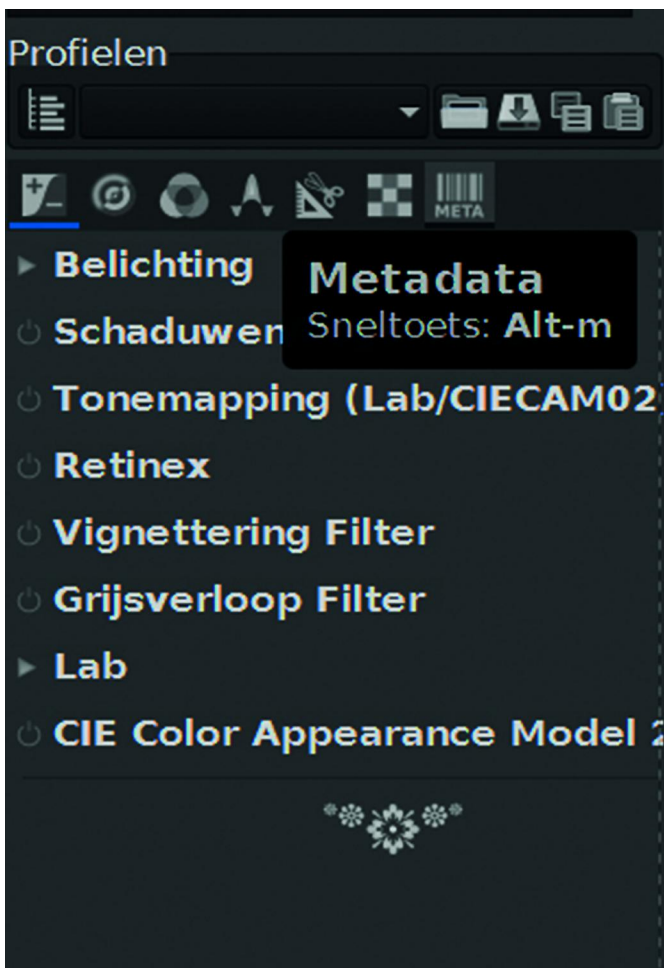 Profielen
META
Belichting
Metadata
Schaduwen
Sneltoets: Alt-m
Tonemapping (Lab/CIECAM02
Retinex
Vignettering Filter
Grijsverloop Filter
Lab
CIE Color Appearance Model 2